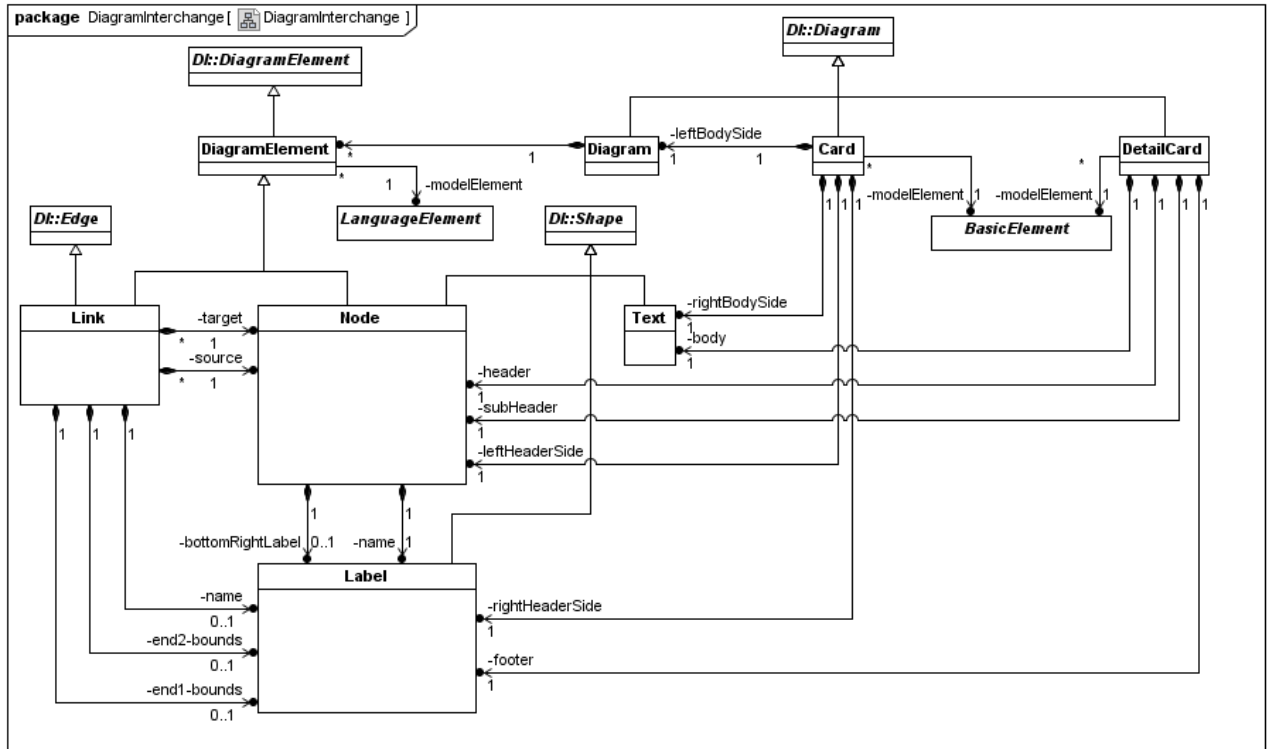 package DiagramInterchange [ DiagramInterchange ]
DI::Diagram
DI::DiagramElement
-leftBodySide
DiagramElement
Diagram
Card
DetailCard
* 1 1 1 * *
* 1 -modelElement
-modelElement 1 -modelElement 1
1 1 1 1 1 1 1
LanguageElement
DI::Edge
DI::Shape
BasicElement
-rightBodySide
1
Link
Node
Text
-target
* 1
-body
1
-source
* 1
-header
1
-subHeader
1
1 1 1
-leftHeaderSide
1
1 1
-bottomRightLabel 0..1 -name 1
Label
-name
0..1
-rightHeaderSide
1
-end2-bounds
0..1
-footer
1
-end1-bounds
0..1